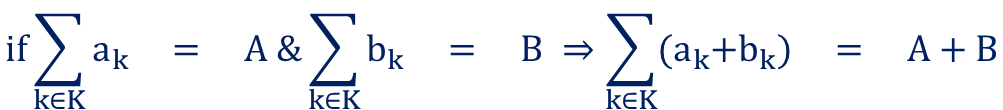 if ∑_{k∈K} a_k = A & ∑_{k∈K} b_k = B ⇒ ∑_{k∈K} (a_k+b_k) = A + B